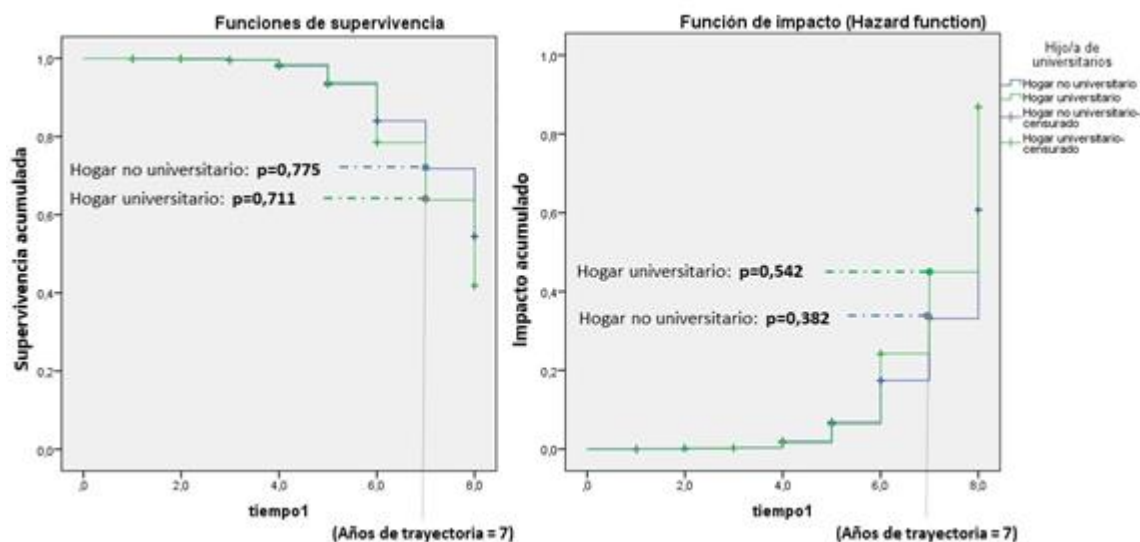 Funciones de supervivencia
Supervivencia acumulada
1,0
0,8
0,6
0,4
0,2
0,0
Hogar no universitario: p=0,775
Hogar universitario: p=0,711
,0
2,0
4,0
6,0
8,0
tiempo1
(Años de trayectoria = 7)
Función de impacto (Hazard function)
Impacto acumulado
1,0
0,8
0,6
0,4
0,2
0,0
Hogar universitario: p=0,542
Hogar no universitario: p=0,382
,0
2,0
4,0
6,0
8,0
tiempo1
(Años de trayectoria = 7)
Hijo/a de
universitarios
Hogar no universitario
Hogar universitario
Hogar no universitario-
censurado
Hogar universitario-
censurado